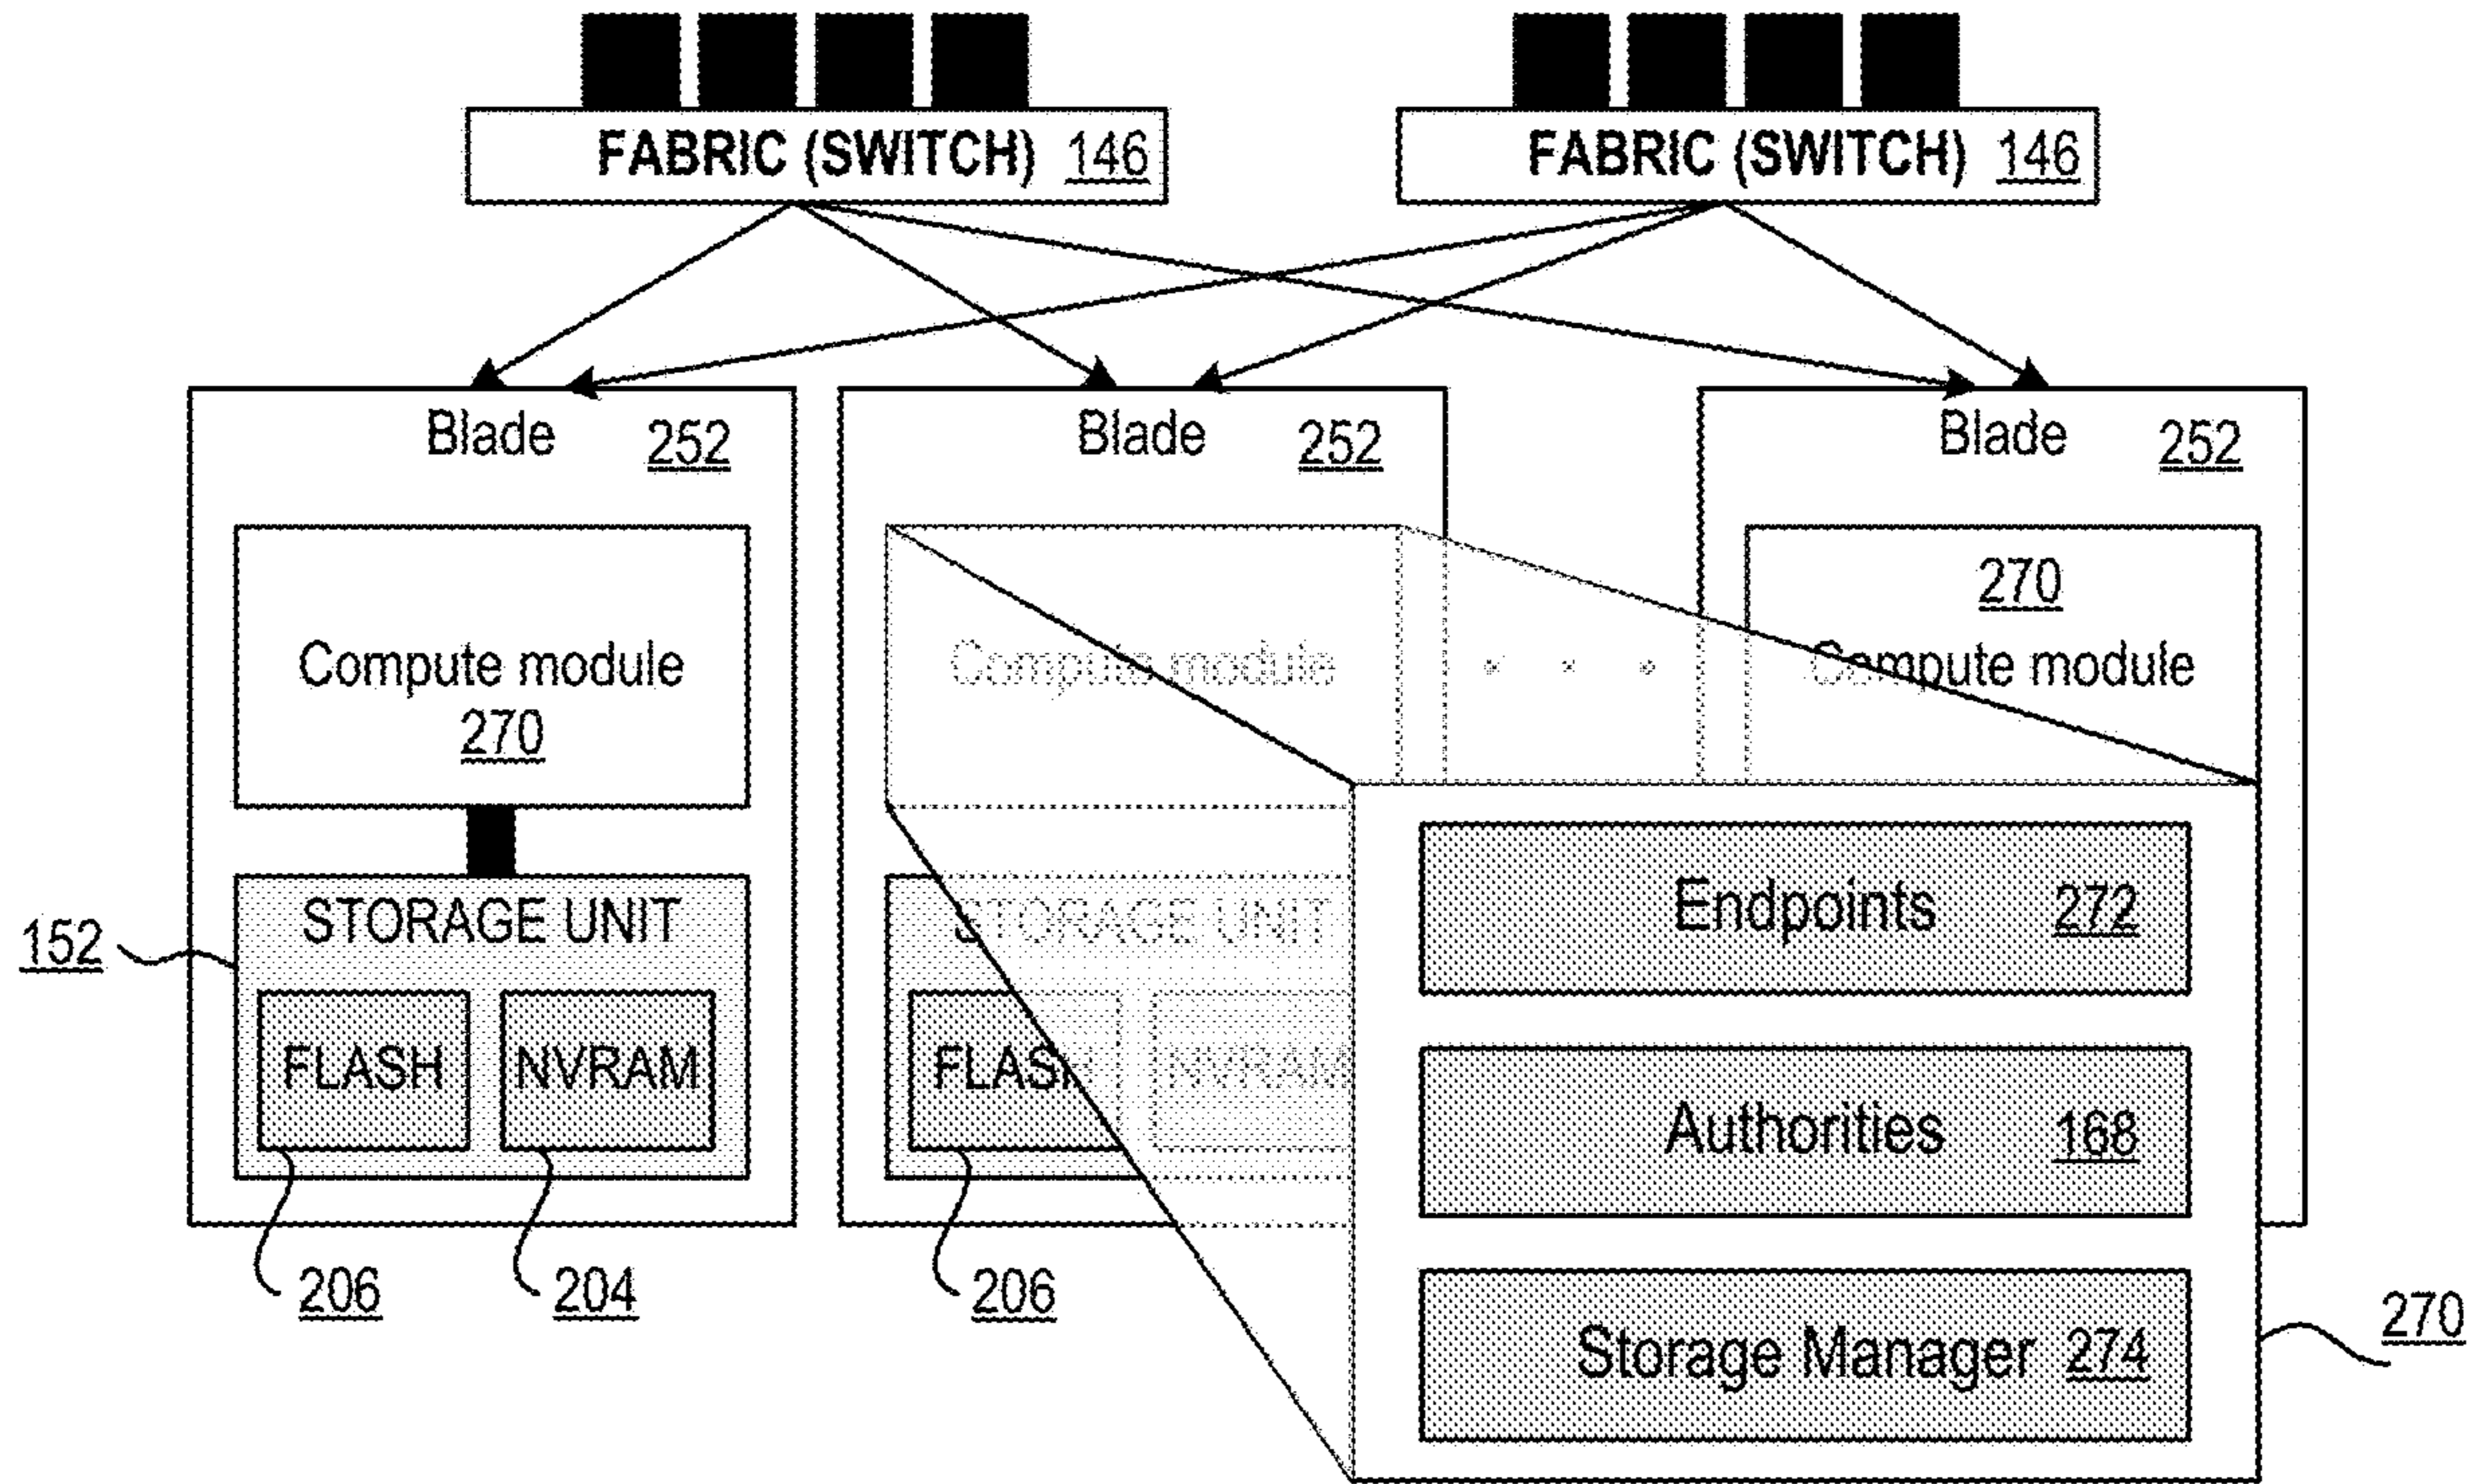 FABRIC (SWITCH) 146
FABRIC (SWITCH) 146
Blade 252
Blade 252
Blade 252
Compute module
270
Compute module
270
Compute module
STORAGE UNIT
152
FLASH
NVRAM
206
204
STORAGE UNIT
FLASH
NVRAM
206
Endpoints 272
Authorities 168
Storage Manager 274
270